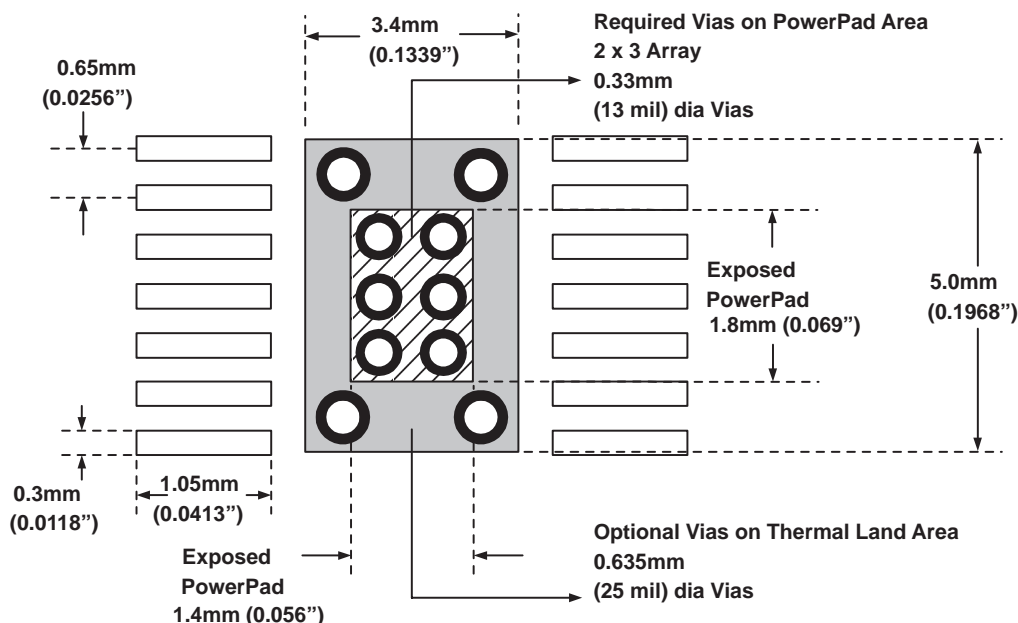 3.4mm
(0.1339”)
Required Vias on PowerPad Area
2 x 3 Array
0.33mm
(13 mil) dia Vias
0.65mm
(0.0256”)
Exposed
PowerPad
1.8mm (0.069”)
5.0mm
(0.1968”)
0.3mm
(0.0118”)
1.05mm
(0.0413”)
Exposed
PowerPad
1.4mm (0.056”)
Optional Vias on Thermal Land Area
0.635mm
(25 mil) dia Vias